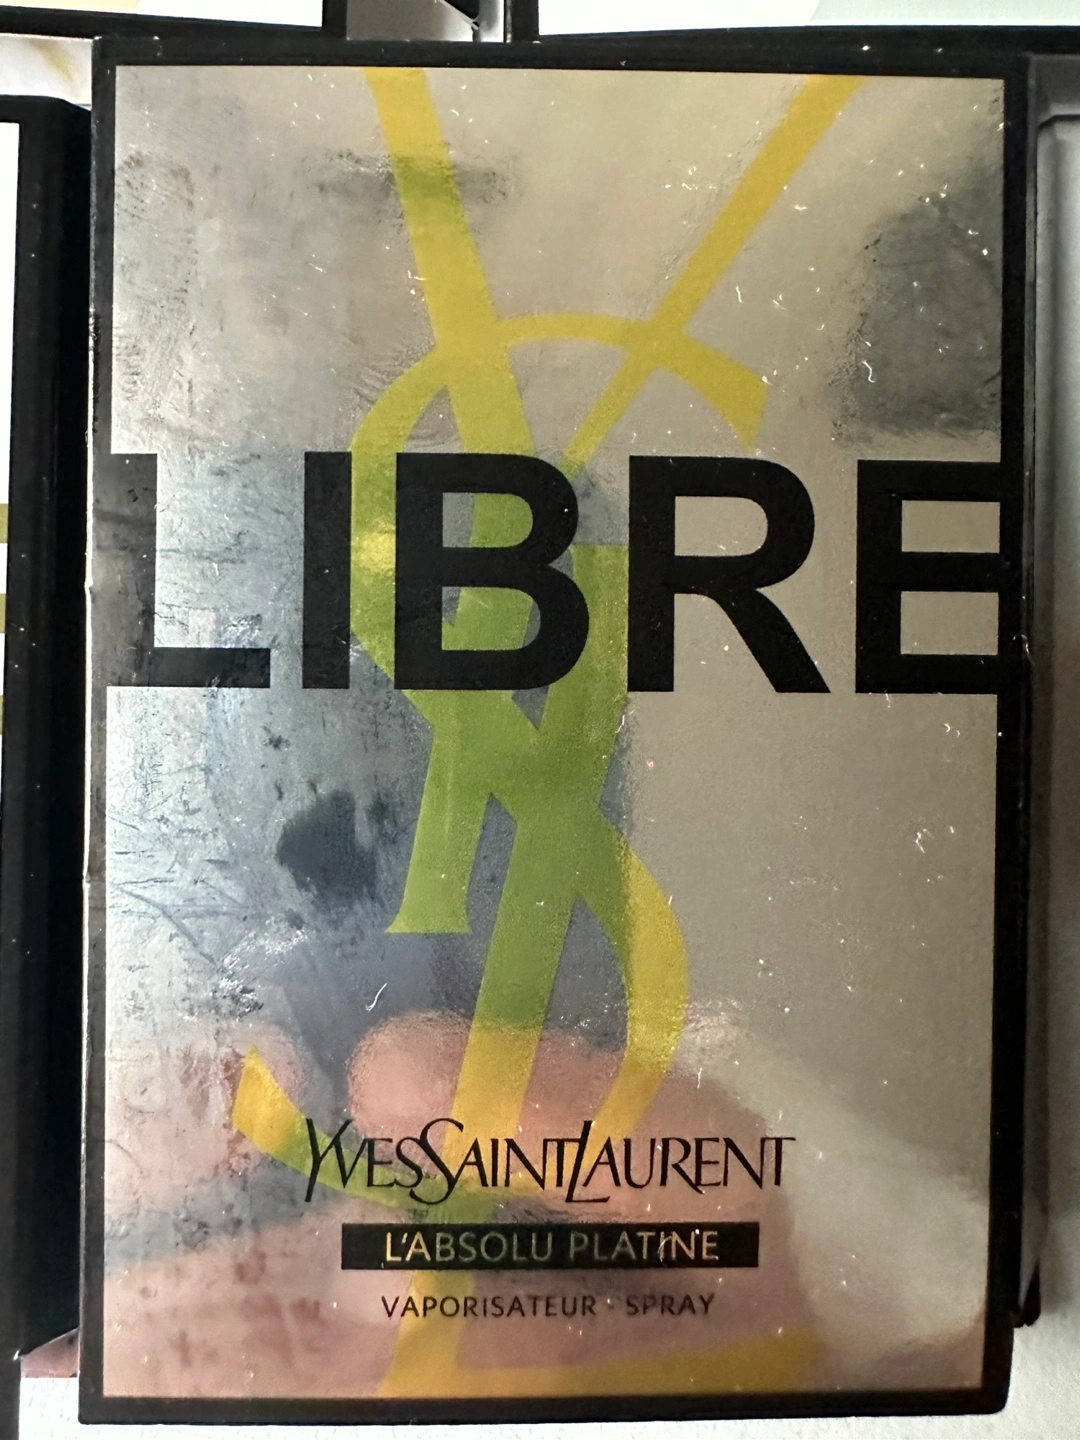 LIBRE
YVESSAINTLAURENT
L'ABSOLU PLATINE
VAPORISATEUR · SPRAY